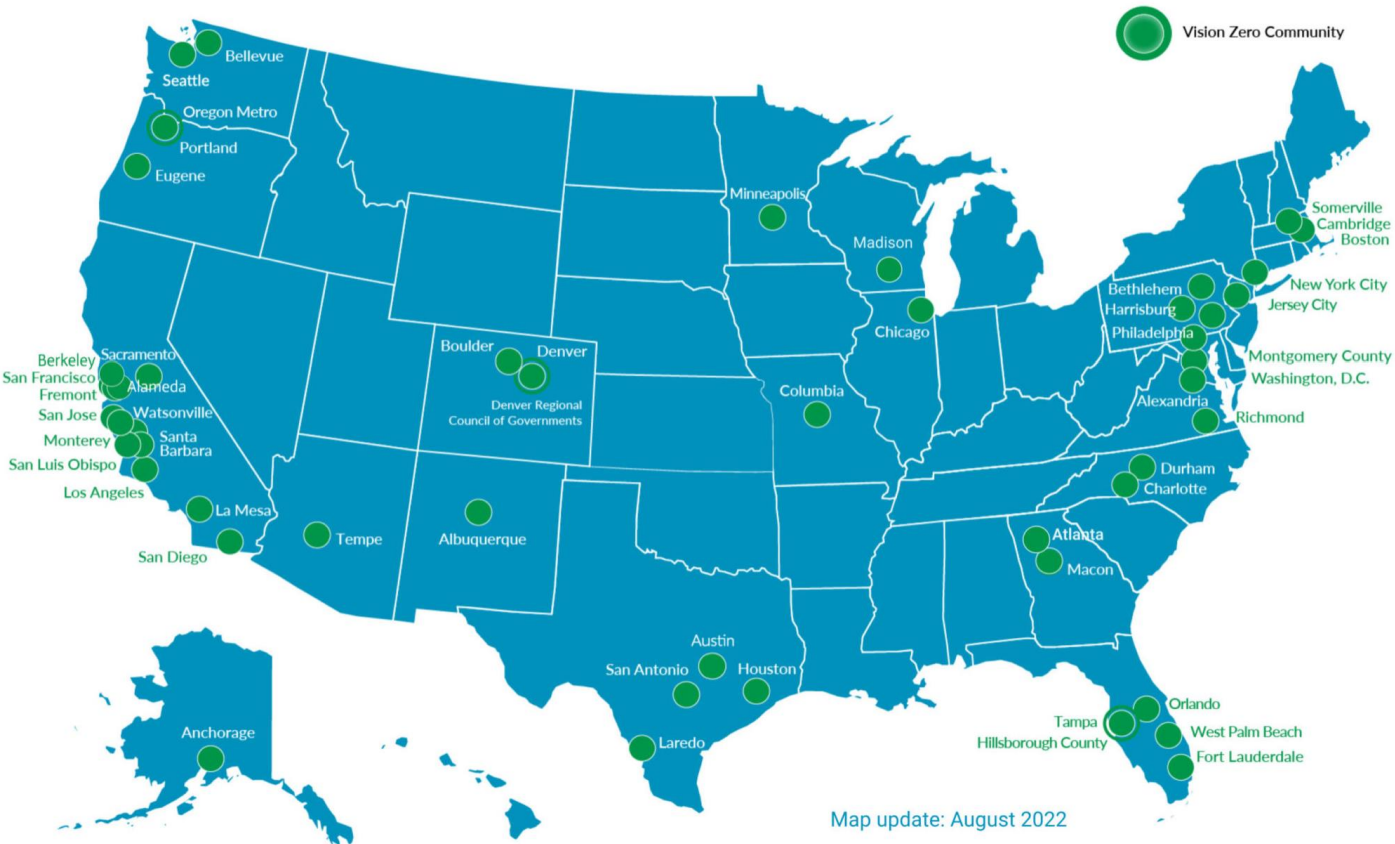 Vision Zero Community
Bellevue
Seattle
Oregon Metro
Portland
Eugene
Minneapolis
Madison
Chicago
Somerville
Cambridge
Boston
New York City
Jersey City
Bethlehem
Harrisburg
Philadelphia
Montgomery County
Washington, D.C.
Alexandria
Richmond
Boulder
Denver
Denver Regional
Council of Governments
Columbia
Sacramento
Berkeley
San Francisco
Alameda
Fremont
San Jose
Watsonville
Monterey
Santa
Barbara
San Luis Obispo
Los Angeles
La Mesa
San Diego
Tempe
Albuquerque
Durham
Charlotte
Atlanta
Macon
Austin
San Antonio
Houston
Laredo
Orlando
Tampa
Hillsborough County
West Palm Beach
Fort Lauderdale
Anchorage
Map update: August 2022